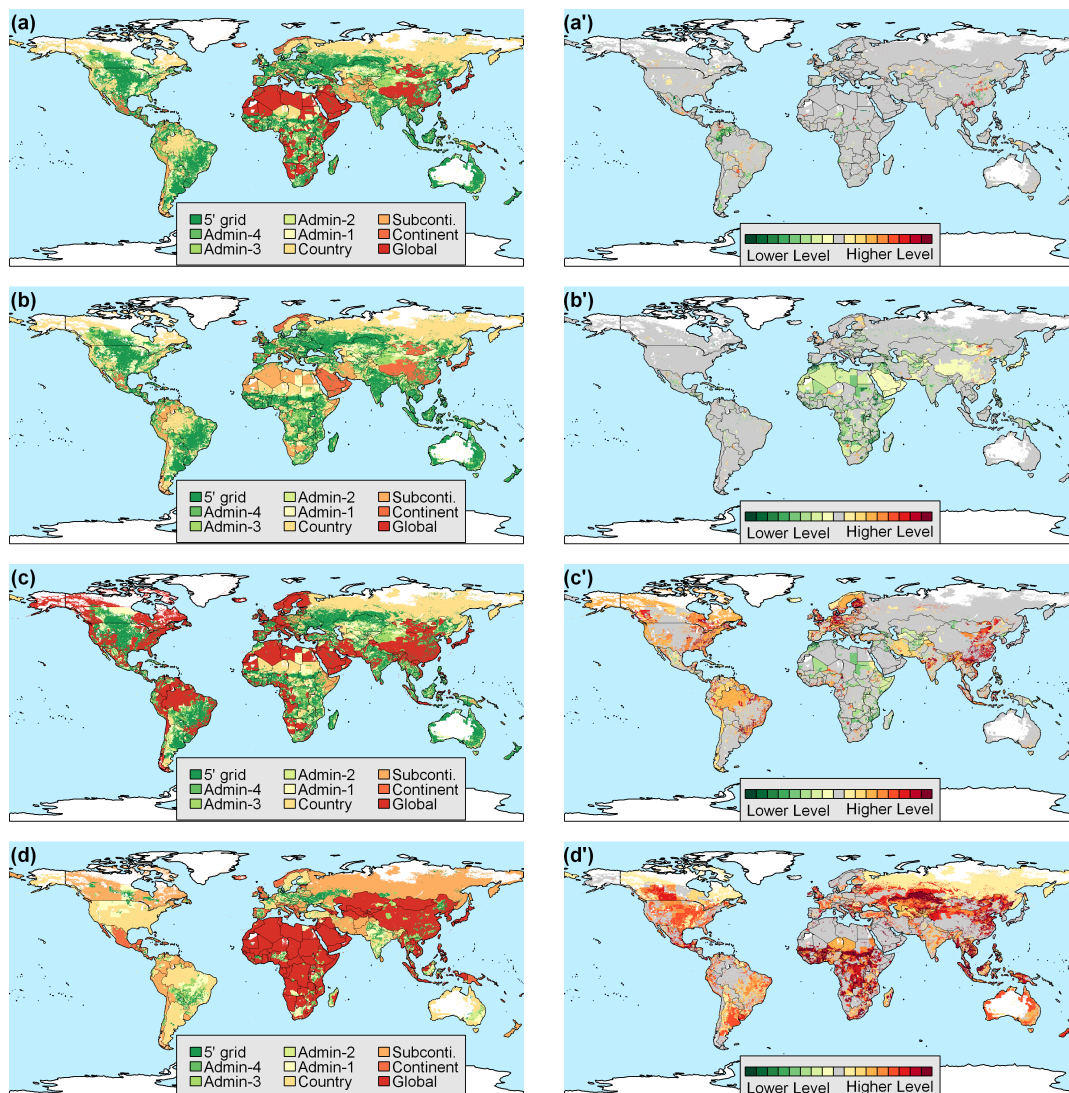 (a)
5' grid Admin-2 Subconti.
Admin-4 Admin-1 Continent
Admin-3 Country Global
(a')
Lower Level Higher Level
(b)
5' grid Admin-2 Subconti.
Admin-4 Admin-1 Continent
Admin-3 Country Global
(b')
Lower Level Higher Level
(c)
5' grid Admin-2 Subconti.
Admin-4 Admin-1 Continent
Admin-3 Country Global
(c')
Lower Level Higher Level
(d)
5' grid Admin-2 Subconti.
Admin-4 Admin-1 Continent
Admin-3 Country Global
(d')
Lower Level Higher Level